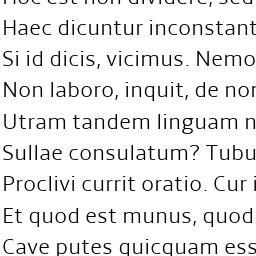 Hoc est non dividere, sed
Haec dicuntur inconstant
Si id dicis, vicimus. Nemo
Non laboro, inquit, de nom
Utram tandem linguam n
Sullae consulatum? Tubu
Proclivi currit oratio. Cur i
Et quod est munus, quod
Cave putes quicquam ess